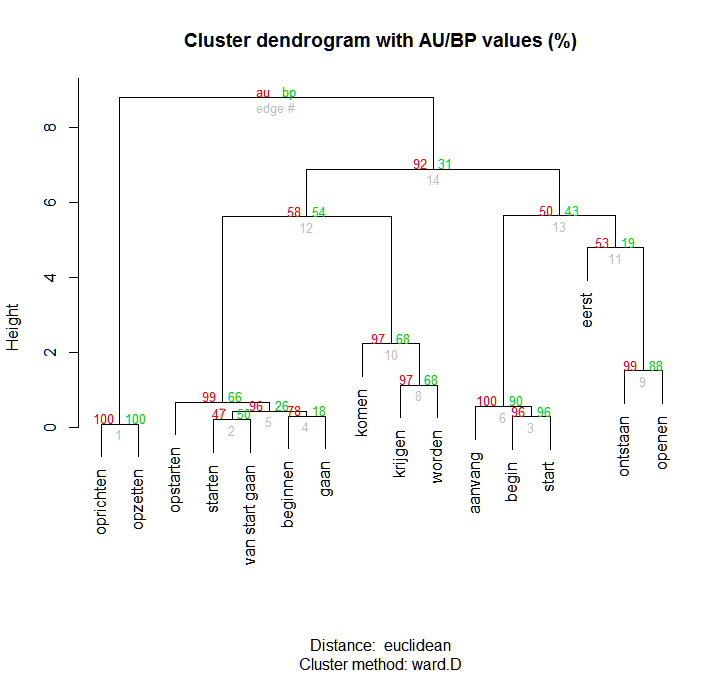 Cluster dendrogram with AU/BP values (%)
au bp
edge #
8
92 31
14
6
58 54
12
50 43
13
53 19
11
4
eerst
Height
2
97 68
10
99 88
9
97 68
8
99 66
96 26
5
100 90
6
47 50
2
78 18
4
96 96
3
0
100 100
1
oprichten
opzetten
opstarten
starten
van start gaan
beginnen
gaan
komen
krijgen
worden
aanvang
begin
start
ontstaan
openen
Distance: euclidean
Cluster method: ward.D